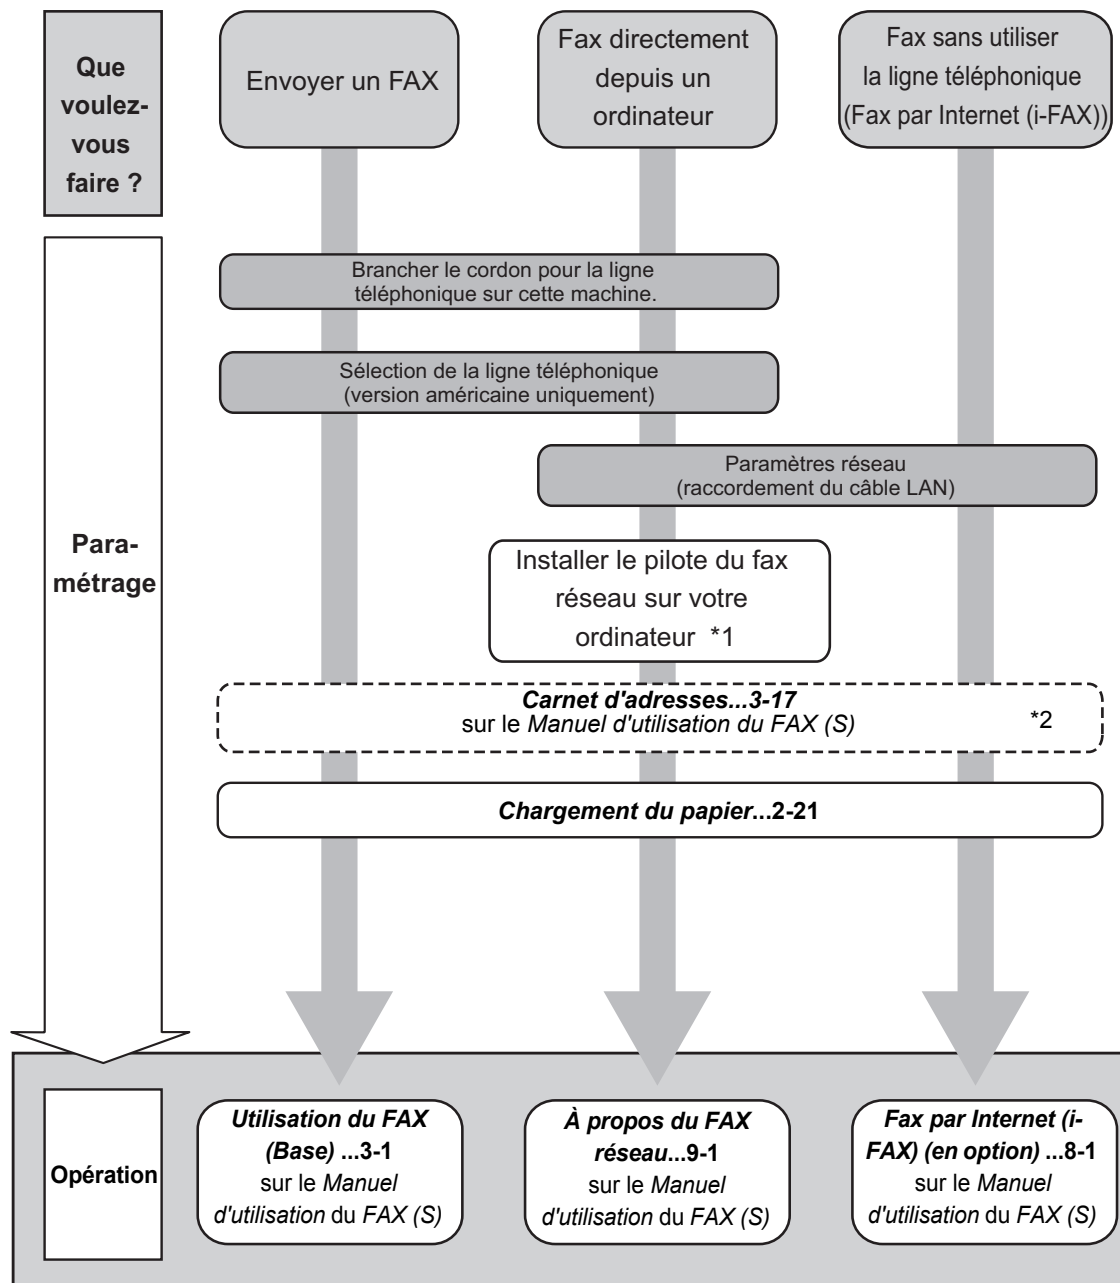 Que
voulez-
vous
faire ?
Envoyer un FAX
Fax directement
depuis un
ordinateur
Fax sans utiliser
la ligne téléphonique
(Fax par Internet (i-FAX))
Para-
métrage
Brancher le cordon pour la ligne
téléphonique sur cette machine.
Sélection de la ligne téléphonique
(version américaine uniquement)
Paramètres réseau
(raccordement du câble LAN)
Installer le pilote du fax
réseau sur votre
ordinateur *1
Carnet d'adresses...3-17
sur le Manuel d'utilisation du FAX (S)
*2
Chargement du papier...2-21
Opération
Utilisation du FAX
(Base) ...3-1
sur le Manuel
d'utilisation du FAX (S)
À propos du FAX
réseau...9-1
sur le Manuel
d'utilisation du FAX (S)
Fax par Internet (i-
FAX) (en option) ...8-1
sur le Manuel
d'utilisation du FAX (S)